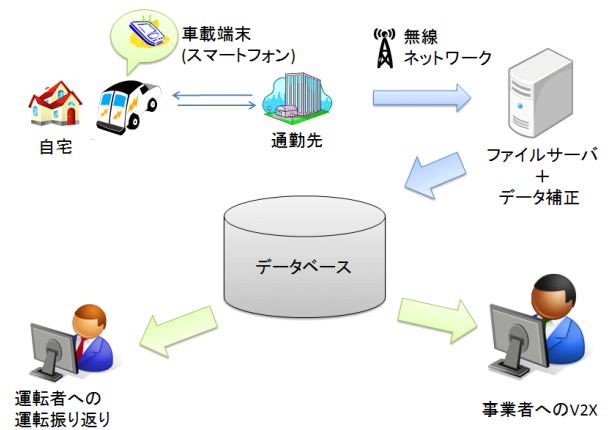 車載端末
(スマートフォン)
無線
ネットワーク
自宅
通勤先
ファイルサーバ
+
データ補正
データベース
運転者への
運転振り返り
事業者へのV2X